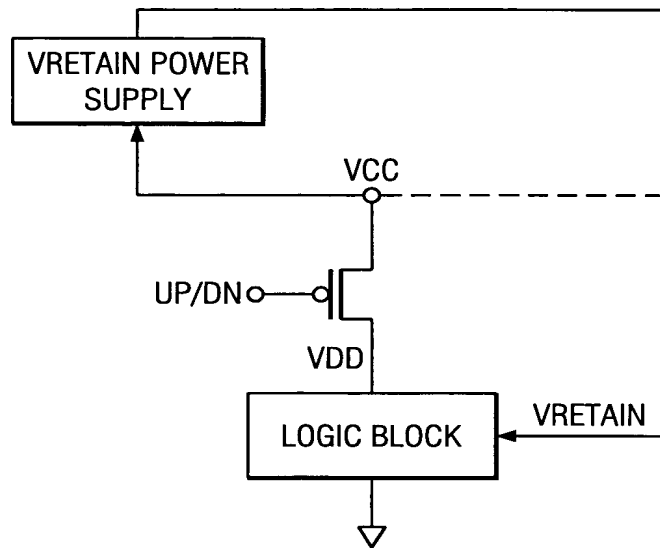 VRETAIN POWER
SUPPLY
VCC
UP/DN
VDD
LOGIC BLOCK
VRETAIN